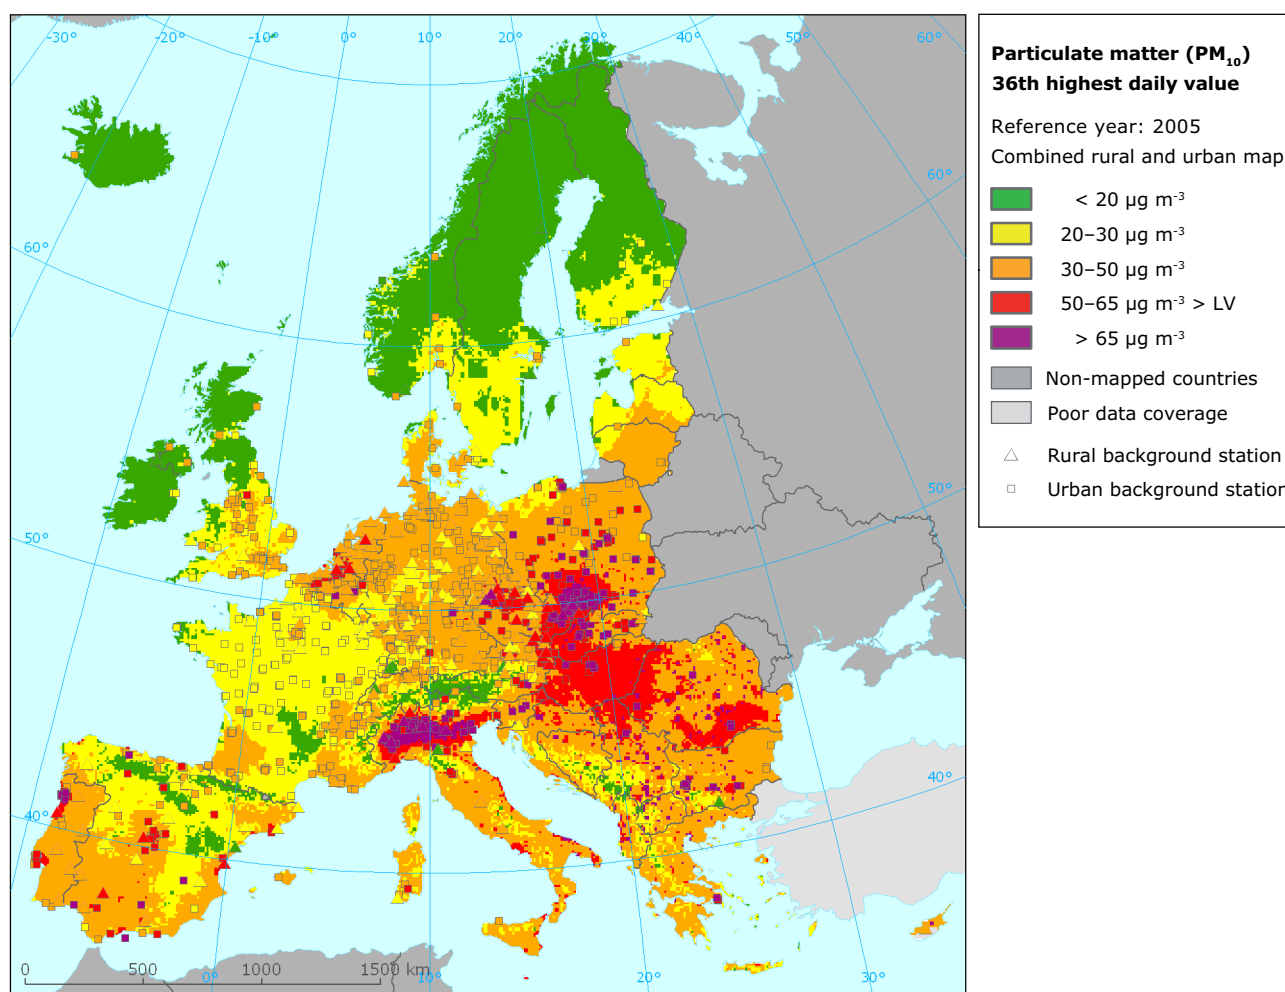 -30°
-20°
-10°
0°
10°
20°
30°
40°
50°
60°
60°
60°
50°
50°
40°
40°
0
500
1000
1500 km
0°
10°
20°
30°
Particulate matter (PM₁₀)
36th highest daily value
Reference year: 2005
Combined rural and urban map
< 20 µg m⁻³
20–30 µg m⁻³
30–50 µg m⁻³
50–65 µg m⁻³ > LV
> 65 µg m⁻³
Non-mapped countries
Poor data coverage
Rural background station
Urban background station